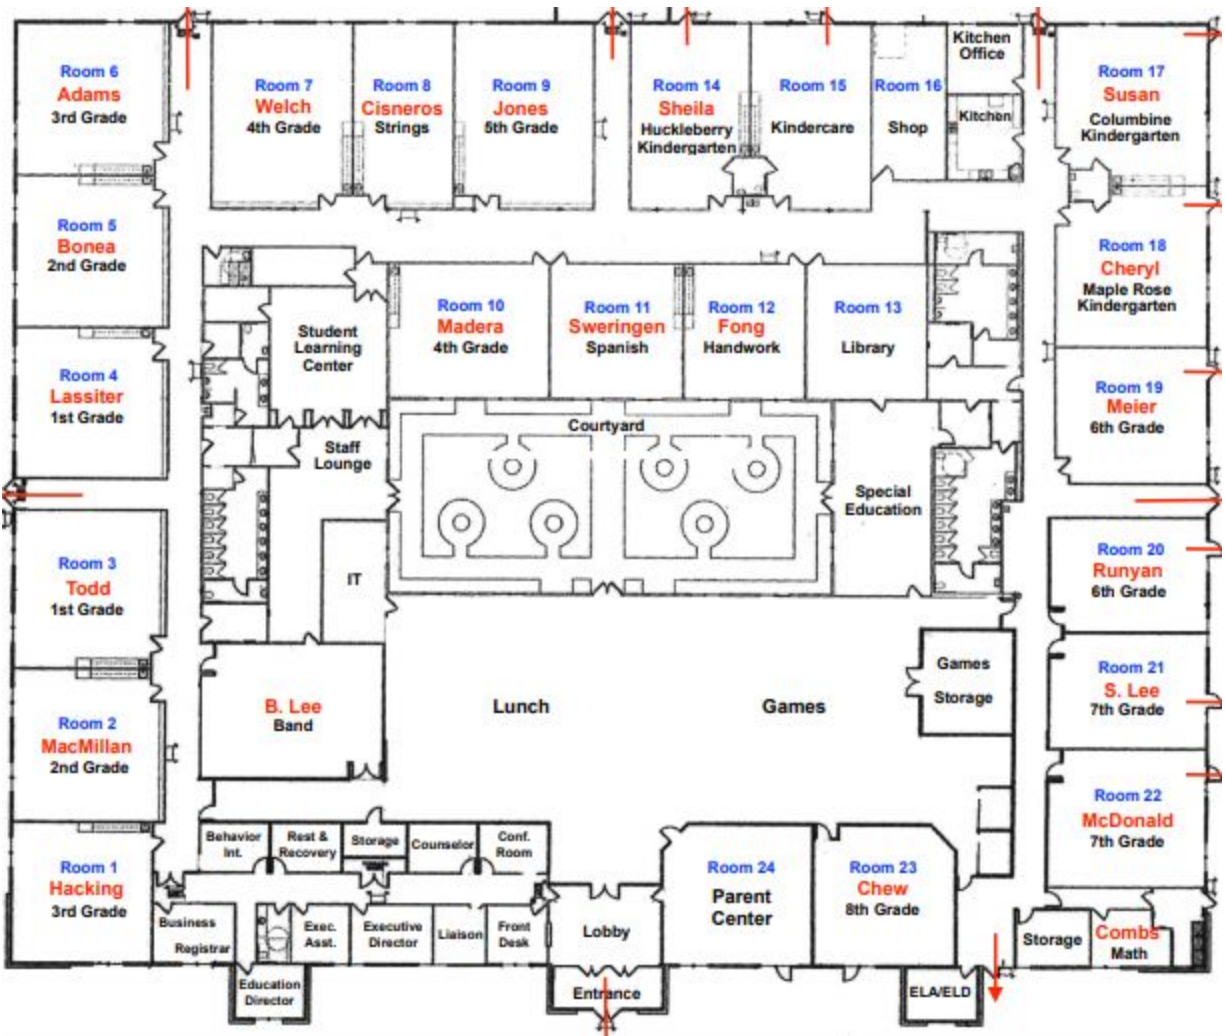 Room 6
Adams
3rd Grade
Room 7
Welch
4th Grade
Room 8
Cisneros
Strings
Room 9
Jones
5th Grade
Room 14
Sheila
Huckleberry
Kindergarten
Room 15
Kindercare
Room 16
Shop
Kitchen
Office
Kitchen
Room 17
Susan
Columbine
Kindergarten
Room 5
Bonea
2nd Grade
Room 18
Cheryl
Maple Rose
Kindergarten
Student
Learning
Center
Room 10
Madera
4th Grade
Room 11
Sweringen
Spanish
Room 12
Fong
Handwork
Room 13
Library
Room 4
Lassiter
1st Grade
Room 19
Meier
6th Grade
Courtyard
Staff
Lounge
Special
Education
Room 3
Todd
1st Grade
IT
Room 20
Runyan
6th Grade
Games
Storage
Room 21
S. Lee
7th Grade
B. Lee
Band
Lunch
Games
Room 2
MacMillan
2nd Grade
Room 22
McDonald
7th Grade
Behavior
Int.
Rest &
Recovery
Storage
Counselor
Conf.
Room
Room 1
Hacking
3rd Grade
Room 24
Parent
Center
Room 23
Chew
8th Grade
Business
Registrar
Exec.
Asst.
Executive
Director
Liaison
Front
Desk
Lobby
Storage
Combs
Math
Education
Director
Entrance
ELA/ELD